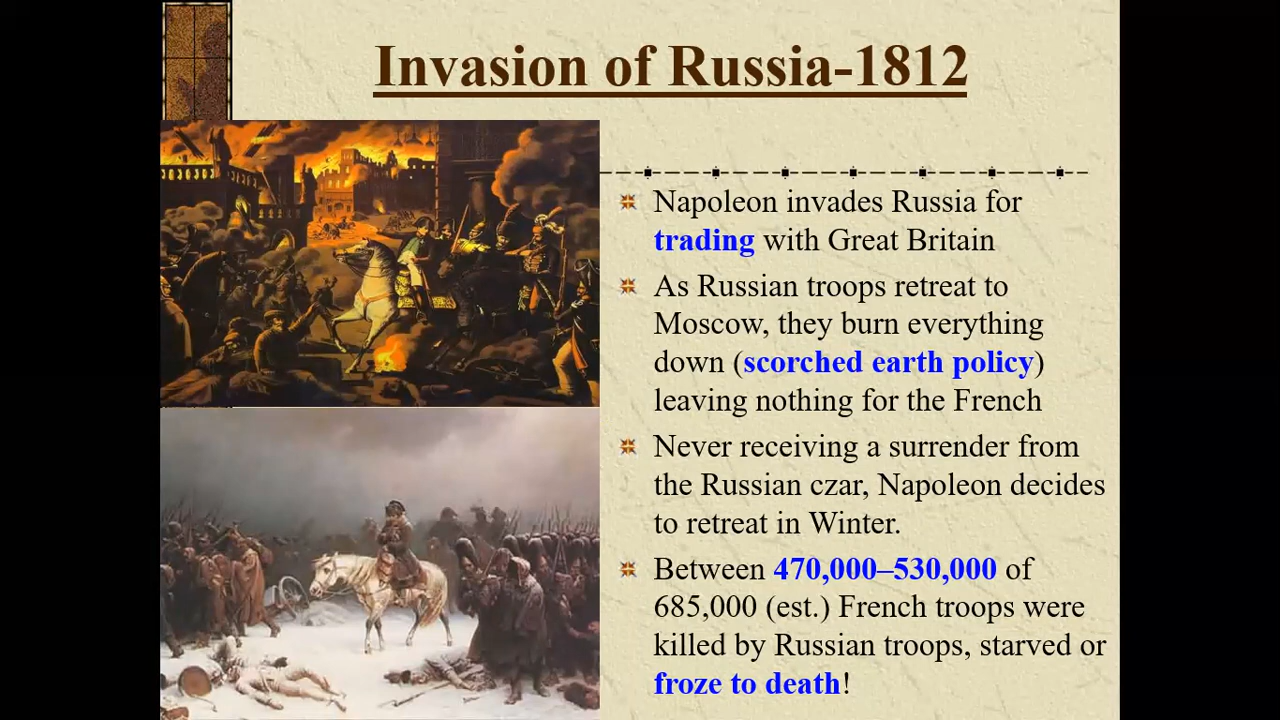 Invasion of Russia-1812
Napoleon invades Russia for
trading with Great Britain
As Russian troops retreat to
Moscow, they burn everything
down (scorched earth policy)
leaving nothing for the French
Never receiving a surrender from
the Russian czar, Napoleon decides
to retreat in Winter.
Between 470,000–530,000 of
685,000 (est.) French troops were
killed by Russian troops, starved or
froze to death!